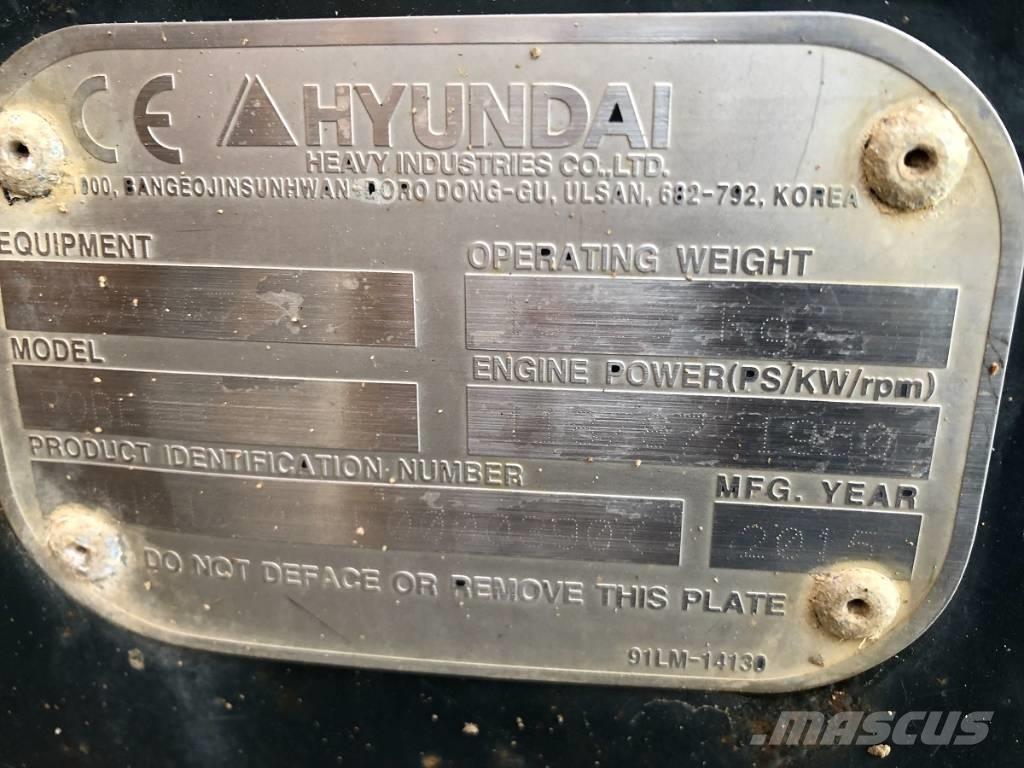 CE HYUNDAI
HEAVY INDUSTRIES CO.,LTD.
BANGEOJINSUNHWAN-DORO DONG-GU, ULSAN, 682-792, KOREA
EQUIPMENT
OPERATING WEIGHT
Kg
MODEL
ENGINE POWER(PS/KW/rpm)
PRODUCT IDENTIFICATION NUMBER
MFG. YEAR
DO NOT DEFACE OR REMOVE THIS PLATE
91LM-14130
MASCUS